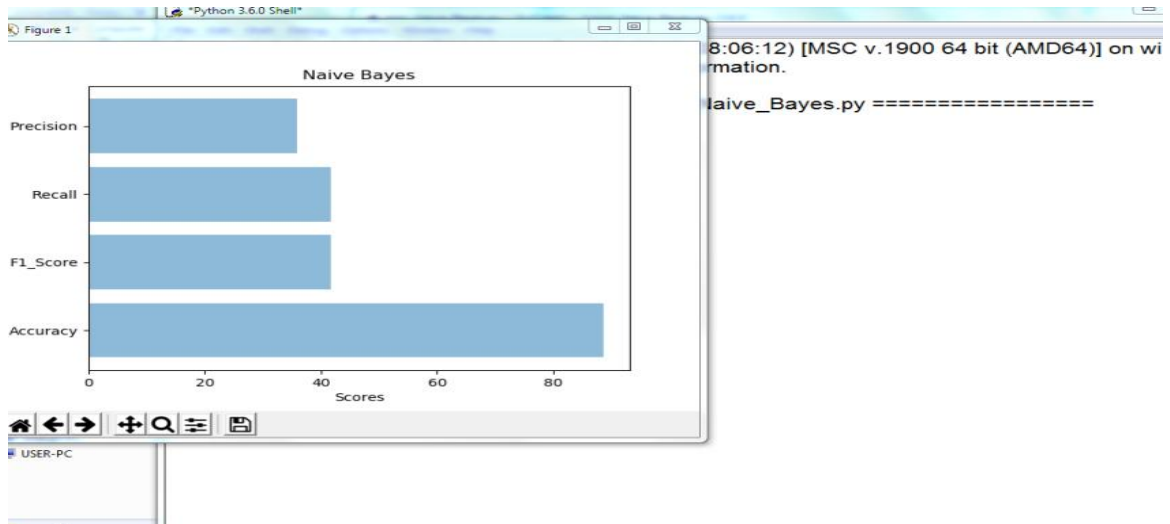 *Python 3.6.0 Shell*
Figure 1
8:06:12) [MSC v.1900 64 bit (AMD64)] on wi
rmation.
Naive_Bayes.py =================
Naive Bayes
Precision
Recall
F1_Score
Accuracy
0 20 40 60 80
Scores
USER-PC